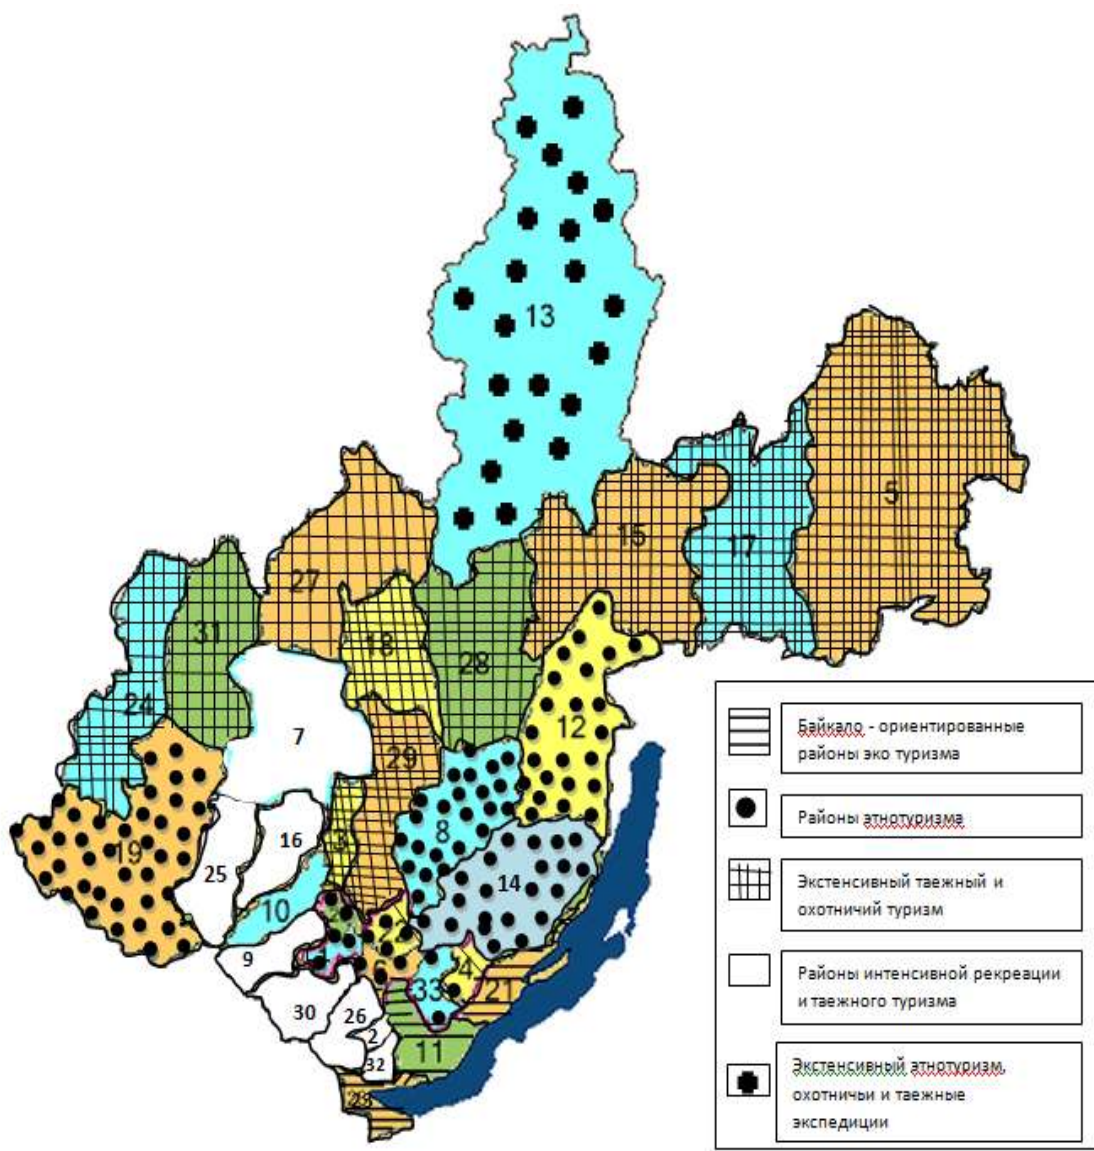 13
5
15
17
27
31
18
28
24
7
12
29
19
8
16
3
25
14
10
9
4
33
21
30
26
2
11
32
23
Байкало - ориентированные
районы эко туризма
Районы этнотуризма
Экстенсивный таежный и
охотничий туризм
Районы интенсивной рекреации
и таежного туризма
Экстенсивный этнотуризм,
охотничьи и таежные
экспедиции